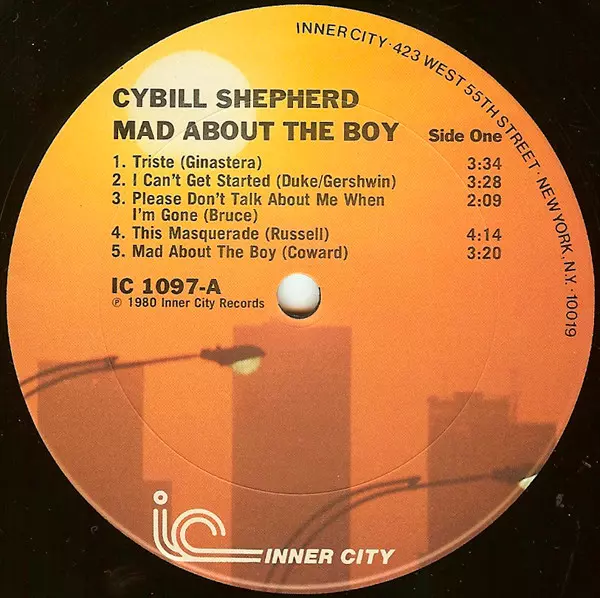 INNER CITY · 423 WEST 55TH STREET · NEW YORK, N.Y. · 10019
CYBILL SHEPHERD
MAD ABOUT THE BOY Side One
1. Triste (Ginastera) 3:34
2. I Can't Get Started (Duke/Gershwin) 3:28
3. Please Don't Talk About Me When 2:09
I'm Gone (Bruce)
4. This Masquerade (Russell) 4:14
5. Mad About The Boy (Coward) 3:20
IC 1097-A
℗ 1980 Inner City Records
ic
INNER CITY